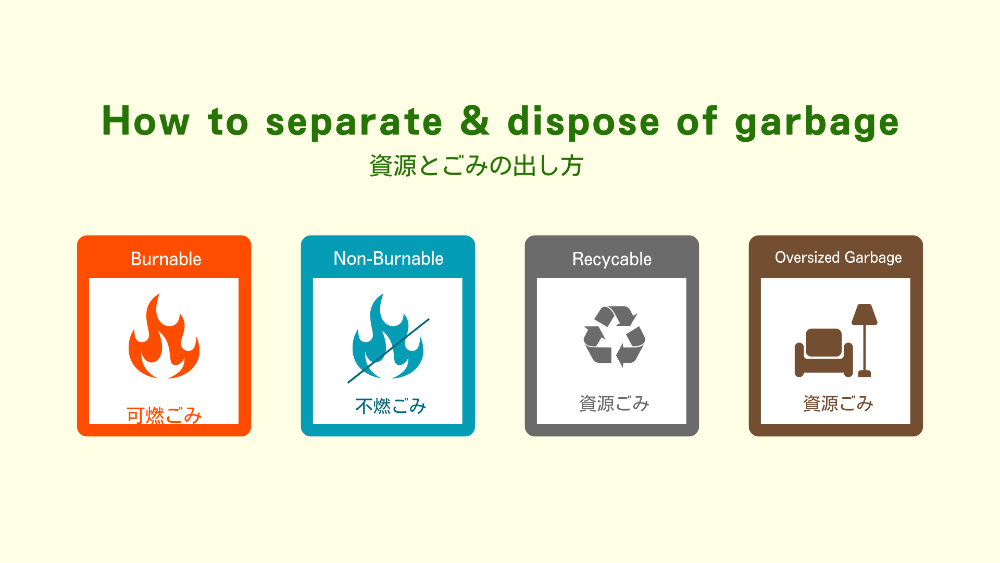 How to separate & dispose of garbage
資源とごみの出し方
Burnable
可燃ごみ
Non-Burnable
不燃ごみ
Recycable
資源ごみ
Oversized Garbage
資源ごみ